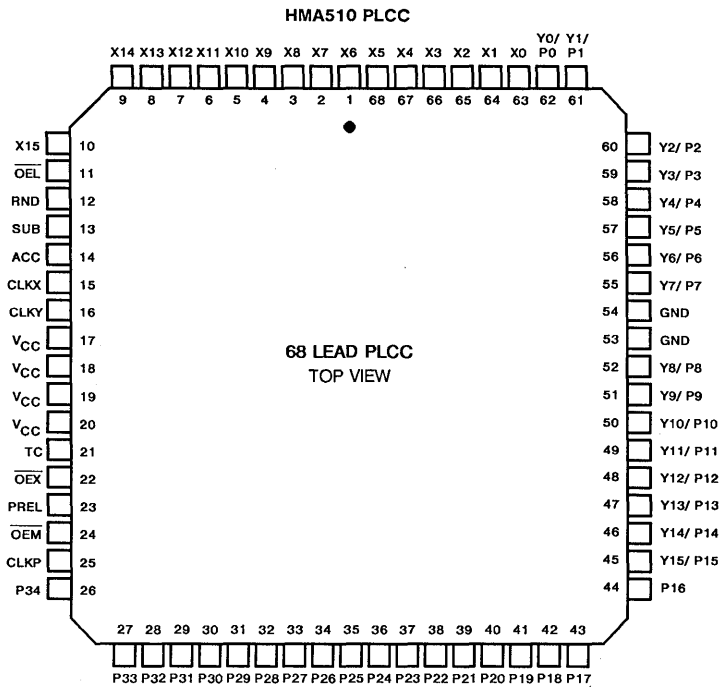 HMA510 PLCC
Y0/ Y1/
X14 X13 X12 X11 X10 X9 X8 X7 X6 X5 X4 X3 X2 X1 X0 P0 P1
9 8 7 6 5 4 3 2 1 68 67 66 65 64 63 62 61
X15 10 60 Y2/ P2
OEL 11 59 Y3/ P3
RND 12 58 Y4/ P4
SUB 13 57 Y5/ P5
ACC 14 56 Y6/ P6
CLKX 15 55 Y7/ P7
CLKY 16 54 GND
VCC 17 53 GND
VCC 18 52 Y8/ P8
VCC 19 51 Y9/ P9
VCC 20 50 Y10/ P10
TC 21 49 Y11/ P11
OEX 22 48 Y12/ P12
PREL 23 47 Y13/ P13
OEM 24 46 Y14/ P14
CLKP 25 45 Y15/ P15
P34 26 44 P16
68 LEAD PLCC
TOP VIEW
27 28 29 30 31 32 33 34 35 36 37 38 39 40 41 42 43
P33 P32 P31 P30 P29 P28 P27 P26 P25 P24 P23 P22 P21 P20 P19 P18 P17